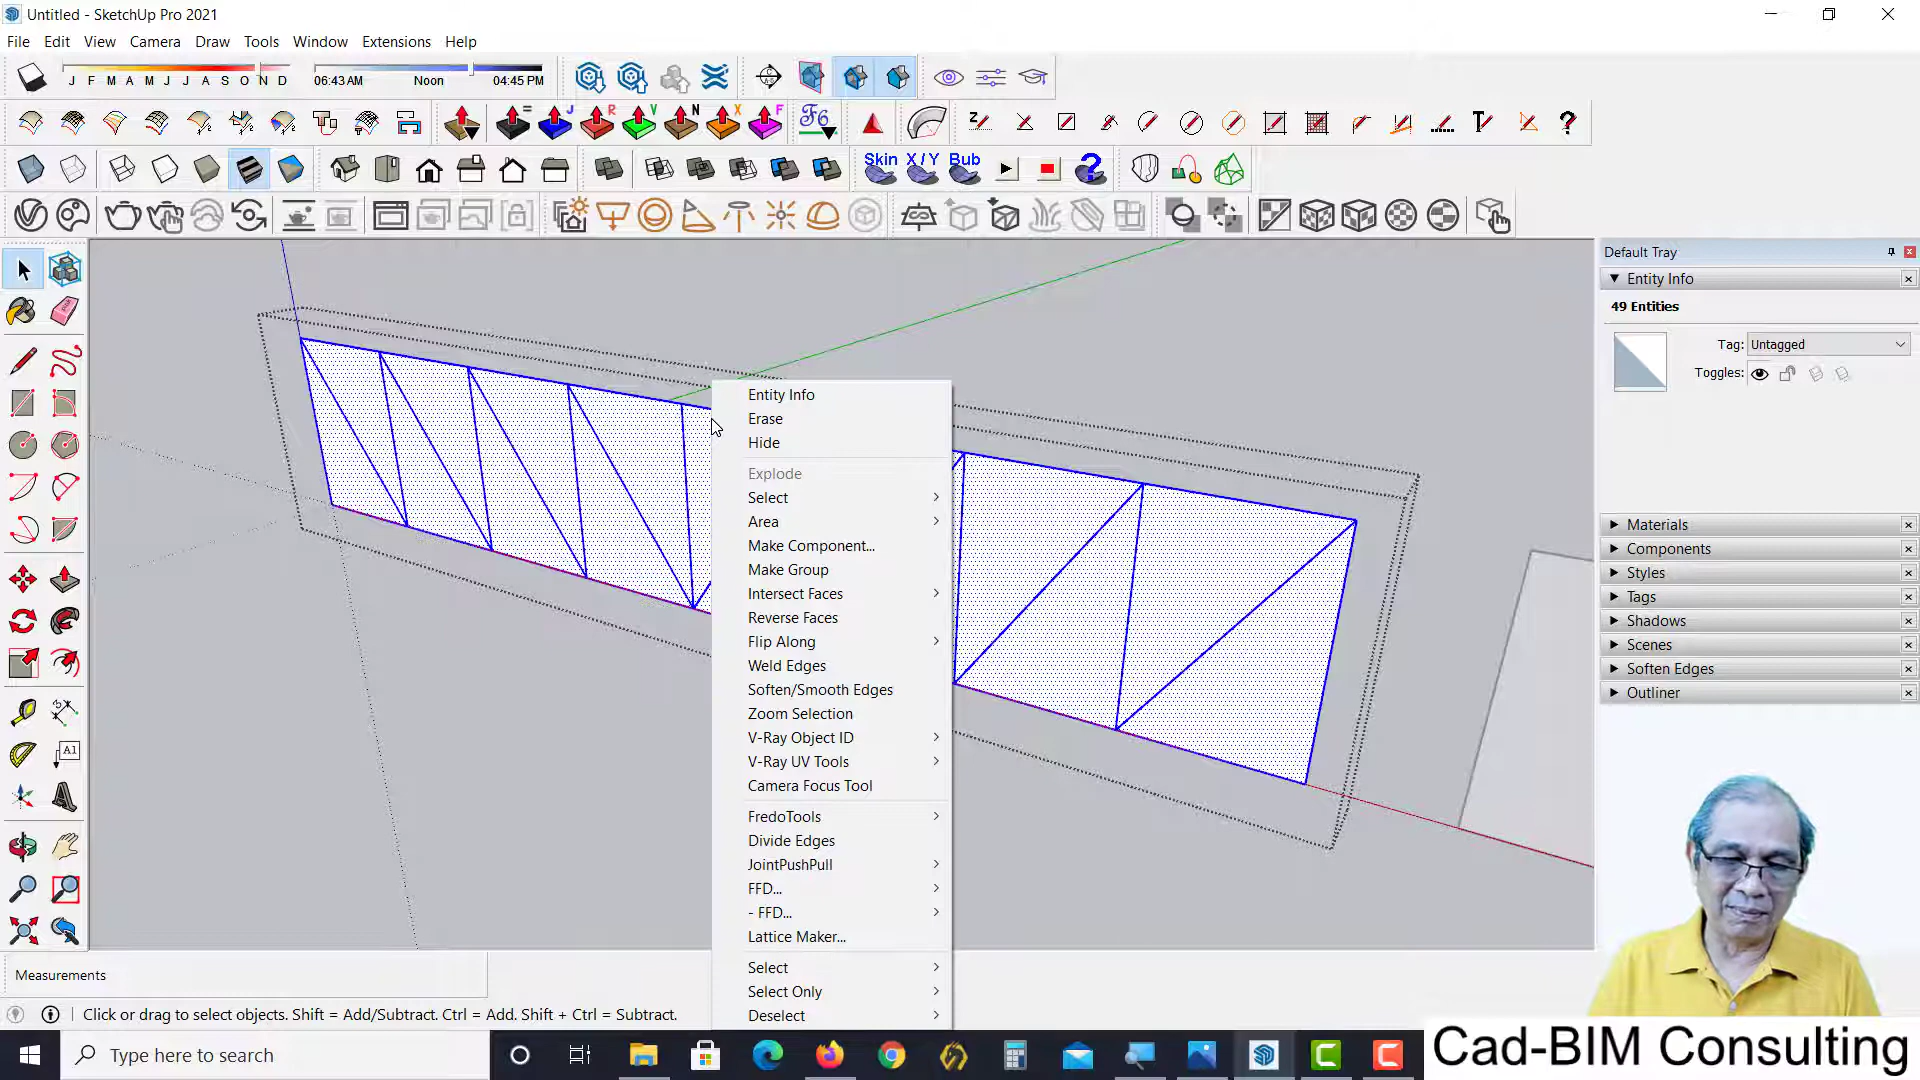 Untitled - SketchUp Pro 2021
File Edit View Camera Draw Tools Window Extensions Help
J F M A M J J A S O N D 06:43 AM Noon 04:45 PM
= J R V N X F F6
Skin X / Y Bub
Default Tray
Entity Info
49 Entities
Tag: Untagged
Toggles:
Materials
Components
Styles
Tags
Shadows
Scenes
Soften Edges
Outliner
Entity Info
Erase
Hide
Explode
Select
Area
Make Component...
Make Group
Intersect Faces
Reverse Faces
Flip Along
Weld Edges
Soften/Smooth Edges
Zoom Selection
V-Ray Object ID
V-Ray UV Tools
Camera Focus Tool
FredoTools
Divide Edges
JointPushPull
FFD...
- FFD...
Lattice Maker...
Select
Select Only
Deselect
A1
Measurements
Click or drag to select objects. Shift = Add/Subtract. Ctrl = Add. Shift + Ctrl = Subtract.
Type here to search
Cad-BIM Consulting